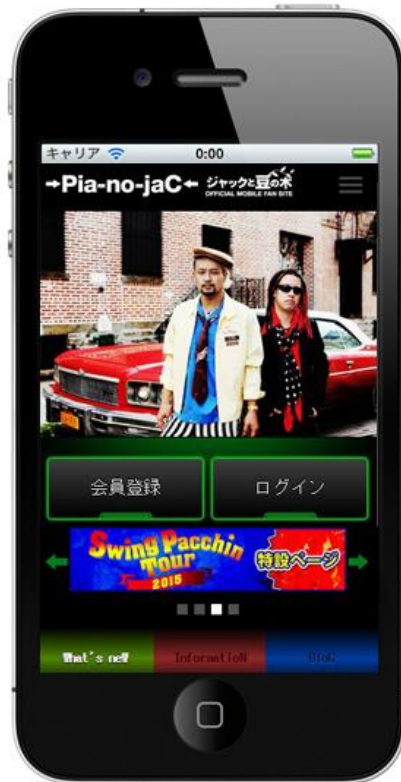 キャリア 0:00
→Pia-no-jaC← ジャックと豆の木
OFFICIAL MOBILE FAN SITE
会員登録 ログイン
Swing Pacchin
Tour
2015
特設ページ
What's neW InformatioN BloG